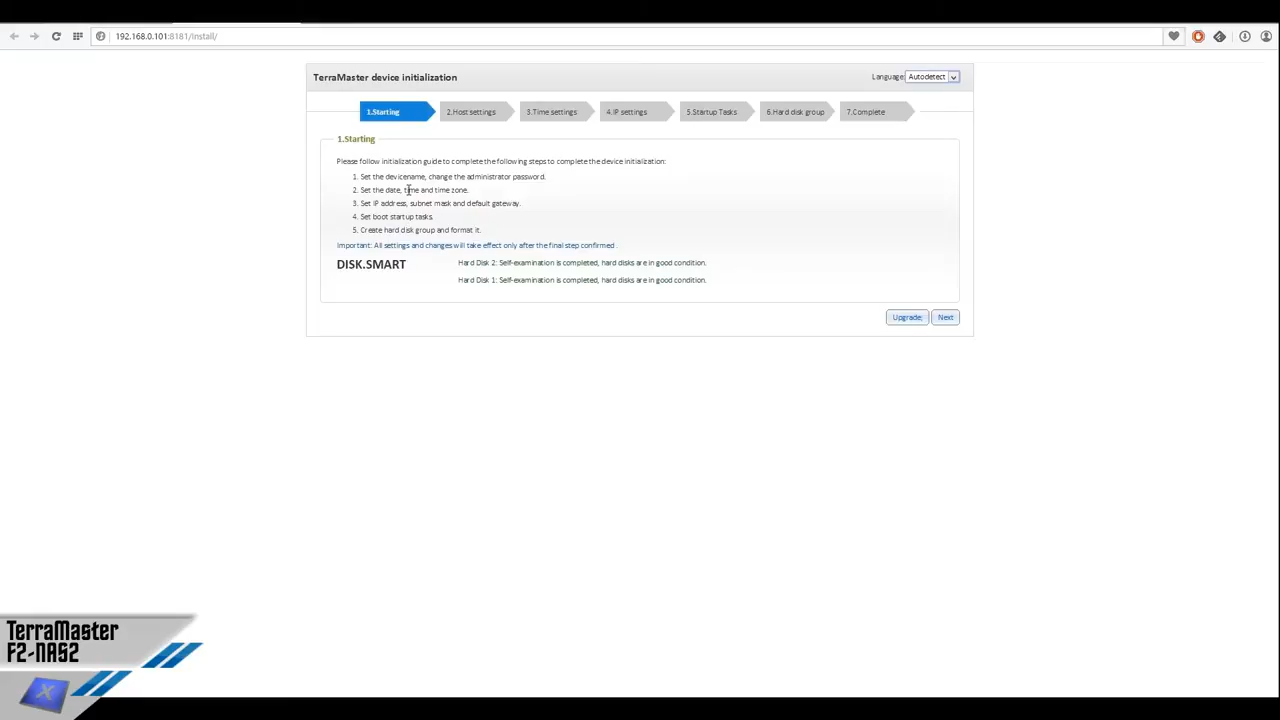 192.168.0.101:8181/install/
TerraMaster device initialization
Language: Autodetect
1.Starting
2.Host settings
3.Time settings
4.IP settings
5.Startup Tasks
6.Hard disk group
7.Complete
1.Starting
Please follow initialization guide to complete the following steps to complete the device initialization:
1. Set the devicename, change the administrator password.
2. Set the date, time and time zone.
3. Set IP address, subnet mask and default gateway.
4. Set boot startup tasks.
5. Create hard disk group and format it.
Important: All settings and changes will take effect only after the final step confirmed .
DISK.SMART
Hard Disk 2: Self-examination is completed, hard disks are in good condition.
Hard Disk 1: Self-examination is completed, hard disks are in good condition.
Upgrade;
Next
TerraMaster
F2-NAS2
X